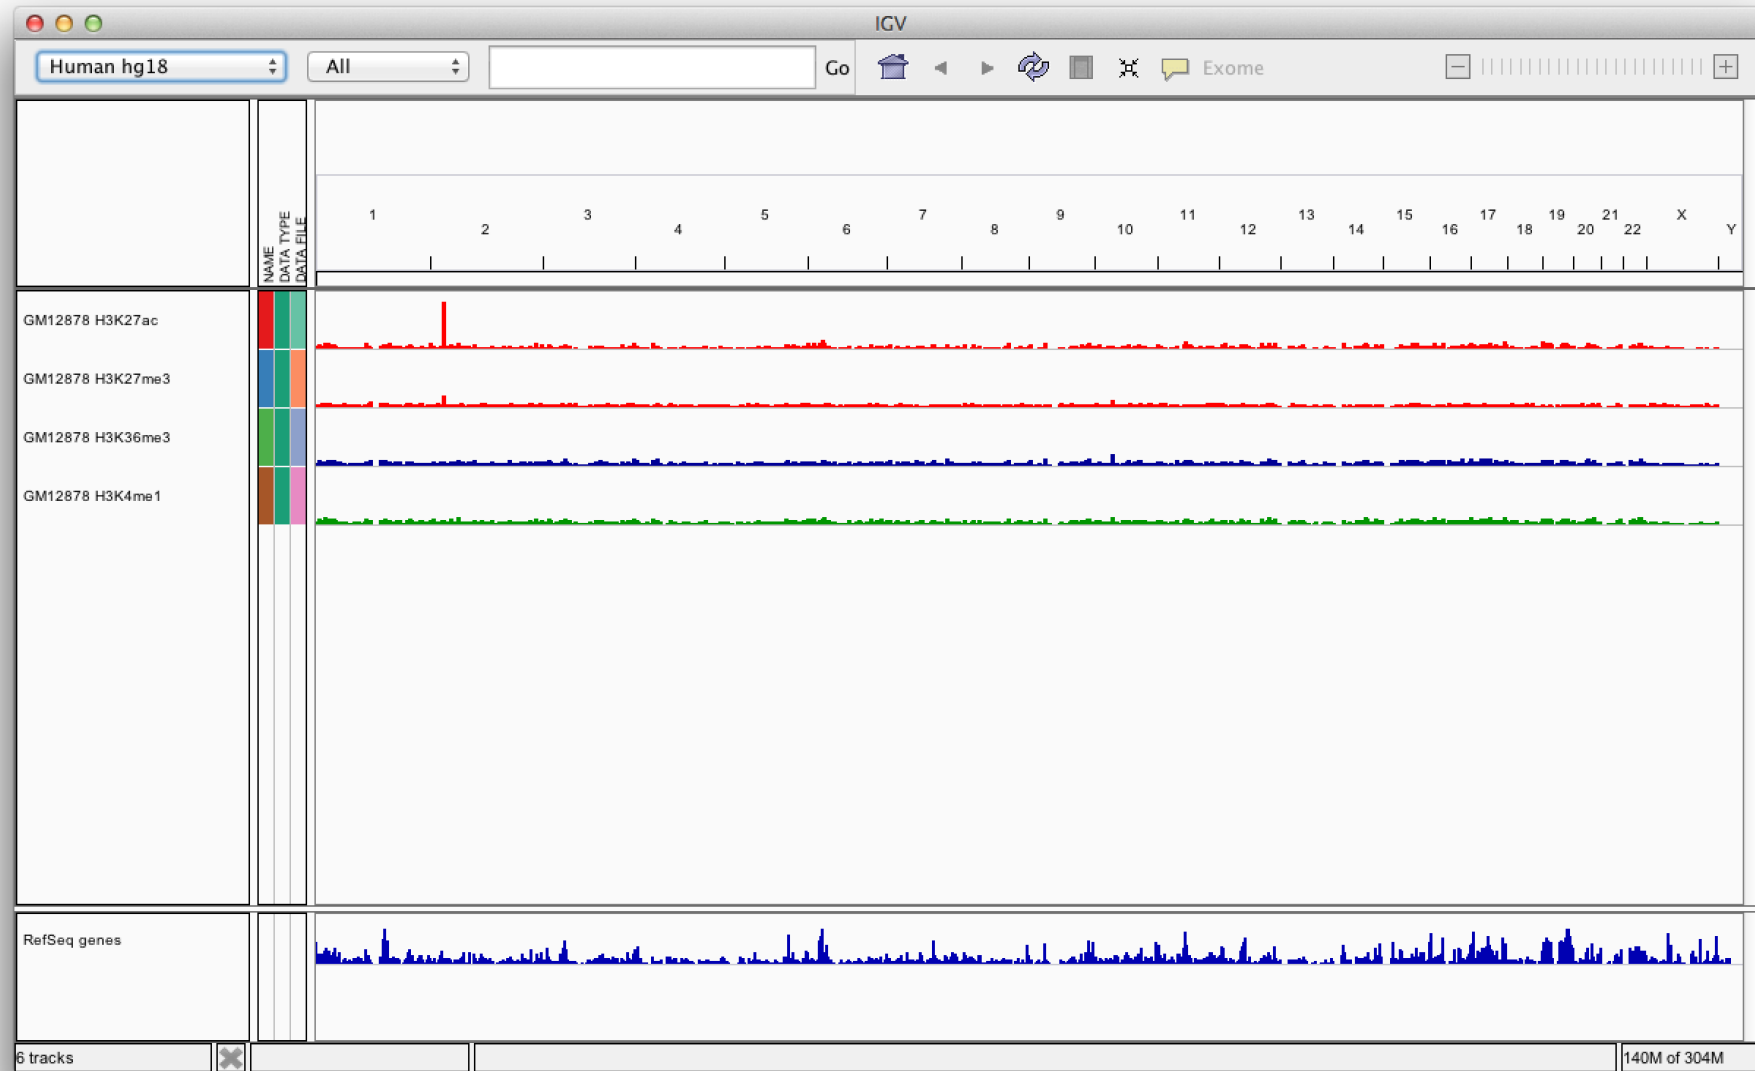 IGV
Human hg18 All Go Exome
NAME
DATA TYPE
DATA FILE
1 3 5 7 9 11 13 15 17 19 21 X
2 4 6 8 10 12 14 16 18 20 22 Y
GM12878 H3K27ac
GM12878 H3K27me3
GM12878 H3K36me3
GM12878 H3K4me1
RefSeq genes
6 tracks 140M of 304M